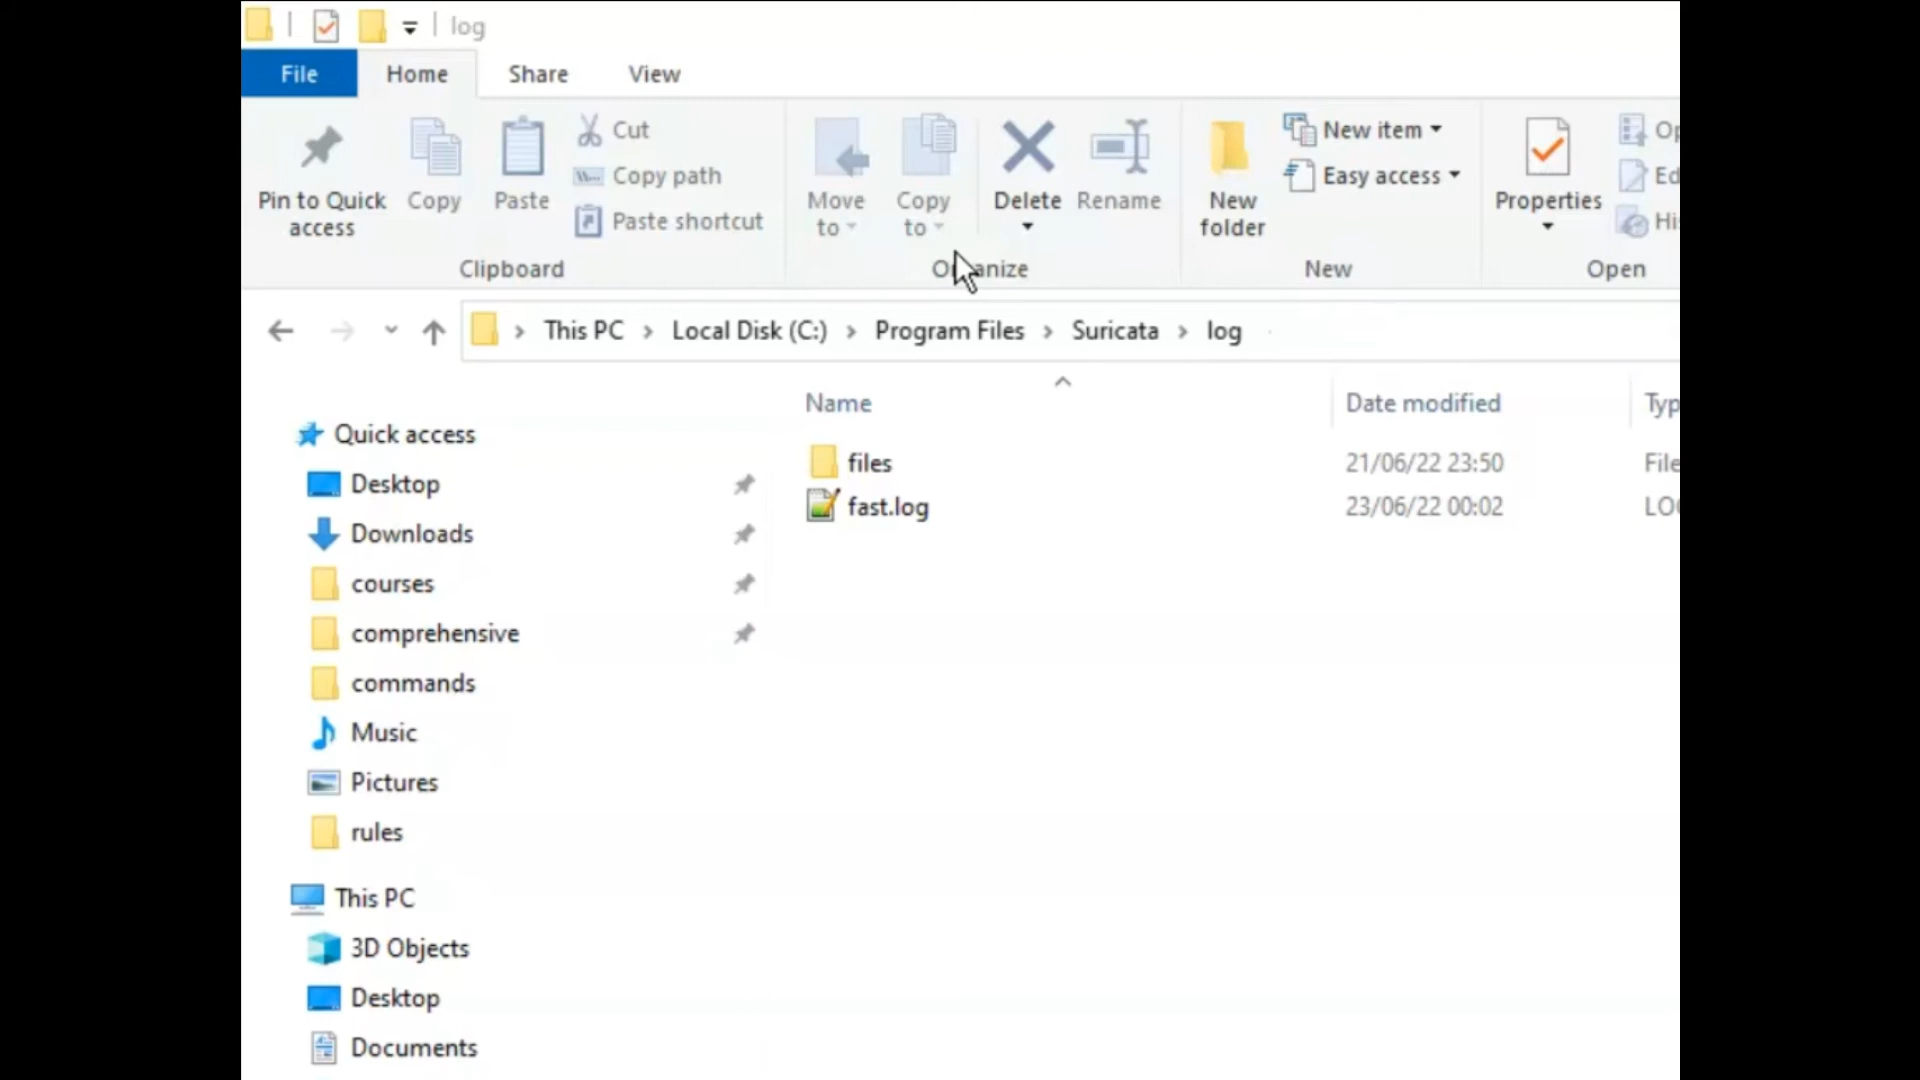 log
File Home Share View
Pin to Quick access
Copy
Paste
Cut
Copy path
Paste shortcut
Clipboard
Move to
Copy to
Delete
Rename
Organize
New folder
New item
Easy access
New
Properties
Open
This PC > Local Disk (C:) > Program Files > Suricata > log
Name Date modified
files 21/06/22 23:50 File
fast.log 23/06/22 00:02
Quick access
Desktop
Downloads
courses
comprehensive
commands
Music
Pictures
rules
This PC
3D Objects
Desktop
Documents